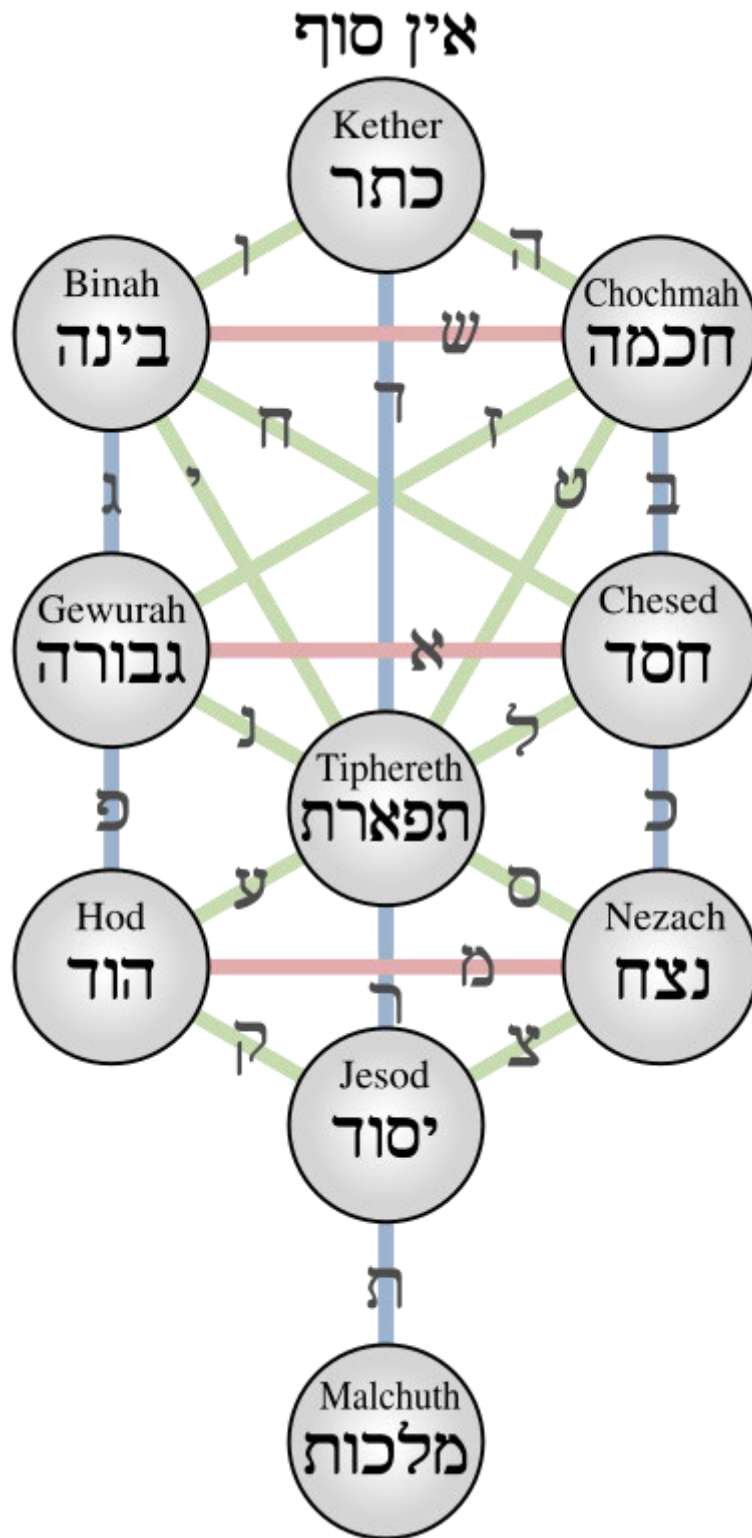 אין סוף
Kether
כתר
ו
ה
Binah
בינה
Chochmah
חכמה
ש
ד
ח
ז
ג
י
ט
ב
Gewurah
גבורה
Chesed
חסד
א
נ
ל
Tiphereth
תפארת
פ
כ
ע
ס
Hod
הוד
Nezach
נצח
מ
ר
ק
צ
Jesod
יסוד
ת
Malchuth
מלכות